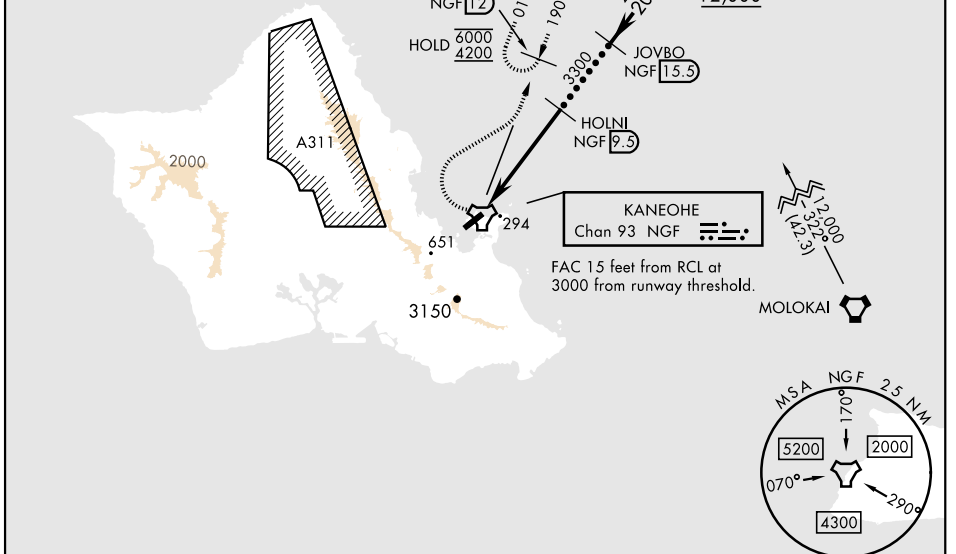 NGF 12
HOLD 6000
4200
01
190
3300
JOVBO
NGF 15.5
HOLNI
NGF 9.5
A311
2000
294
KANEOHE
Chan 93 NGF
651
FAC 15 feet from RCL at
3000 from runway threshold.
3150
12,000
322°
(42.3)
MOLOKAI
MSA NGF 25 NM
170°
5200
2000
070°
290°
4300